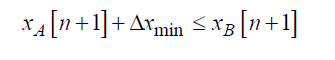 x_A[n+1]+Δx_min ≤ x_B[n+1]